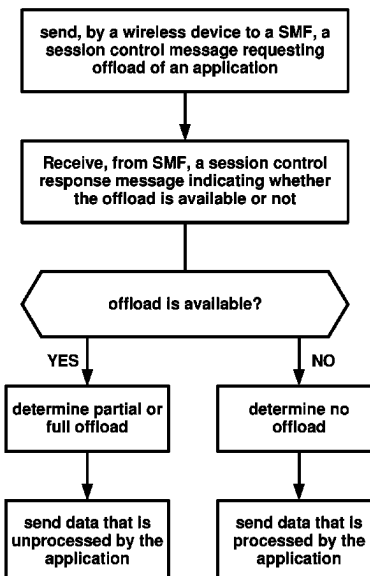 send, by a wireless device to a SMF, a
session control message requesting
offload of an application
Receive, from SMF, a session control
response message indicating whether
the offload is available or not
offload is available?
YES
NO
determine partial or
full offload
determine no
offload
send data that is
unprocessed by the
application
send data that is
processed by the
application